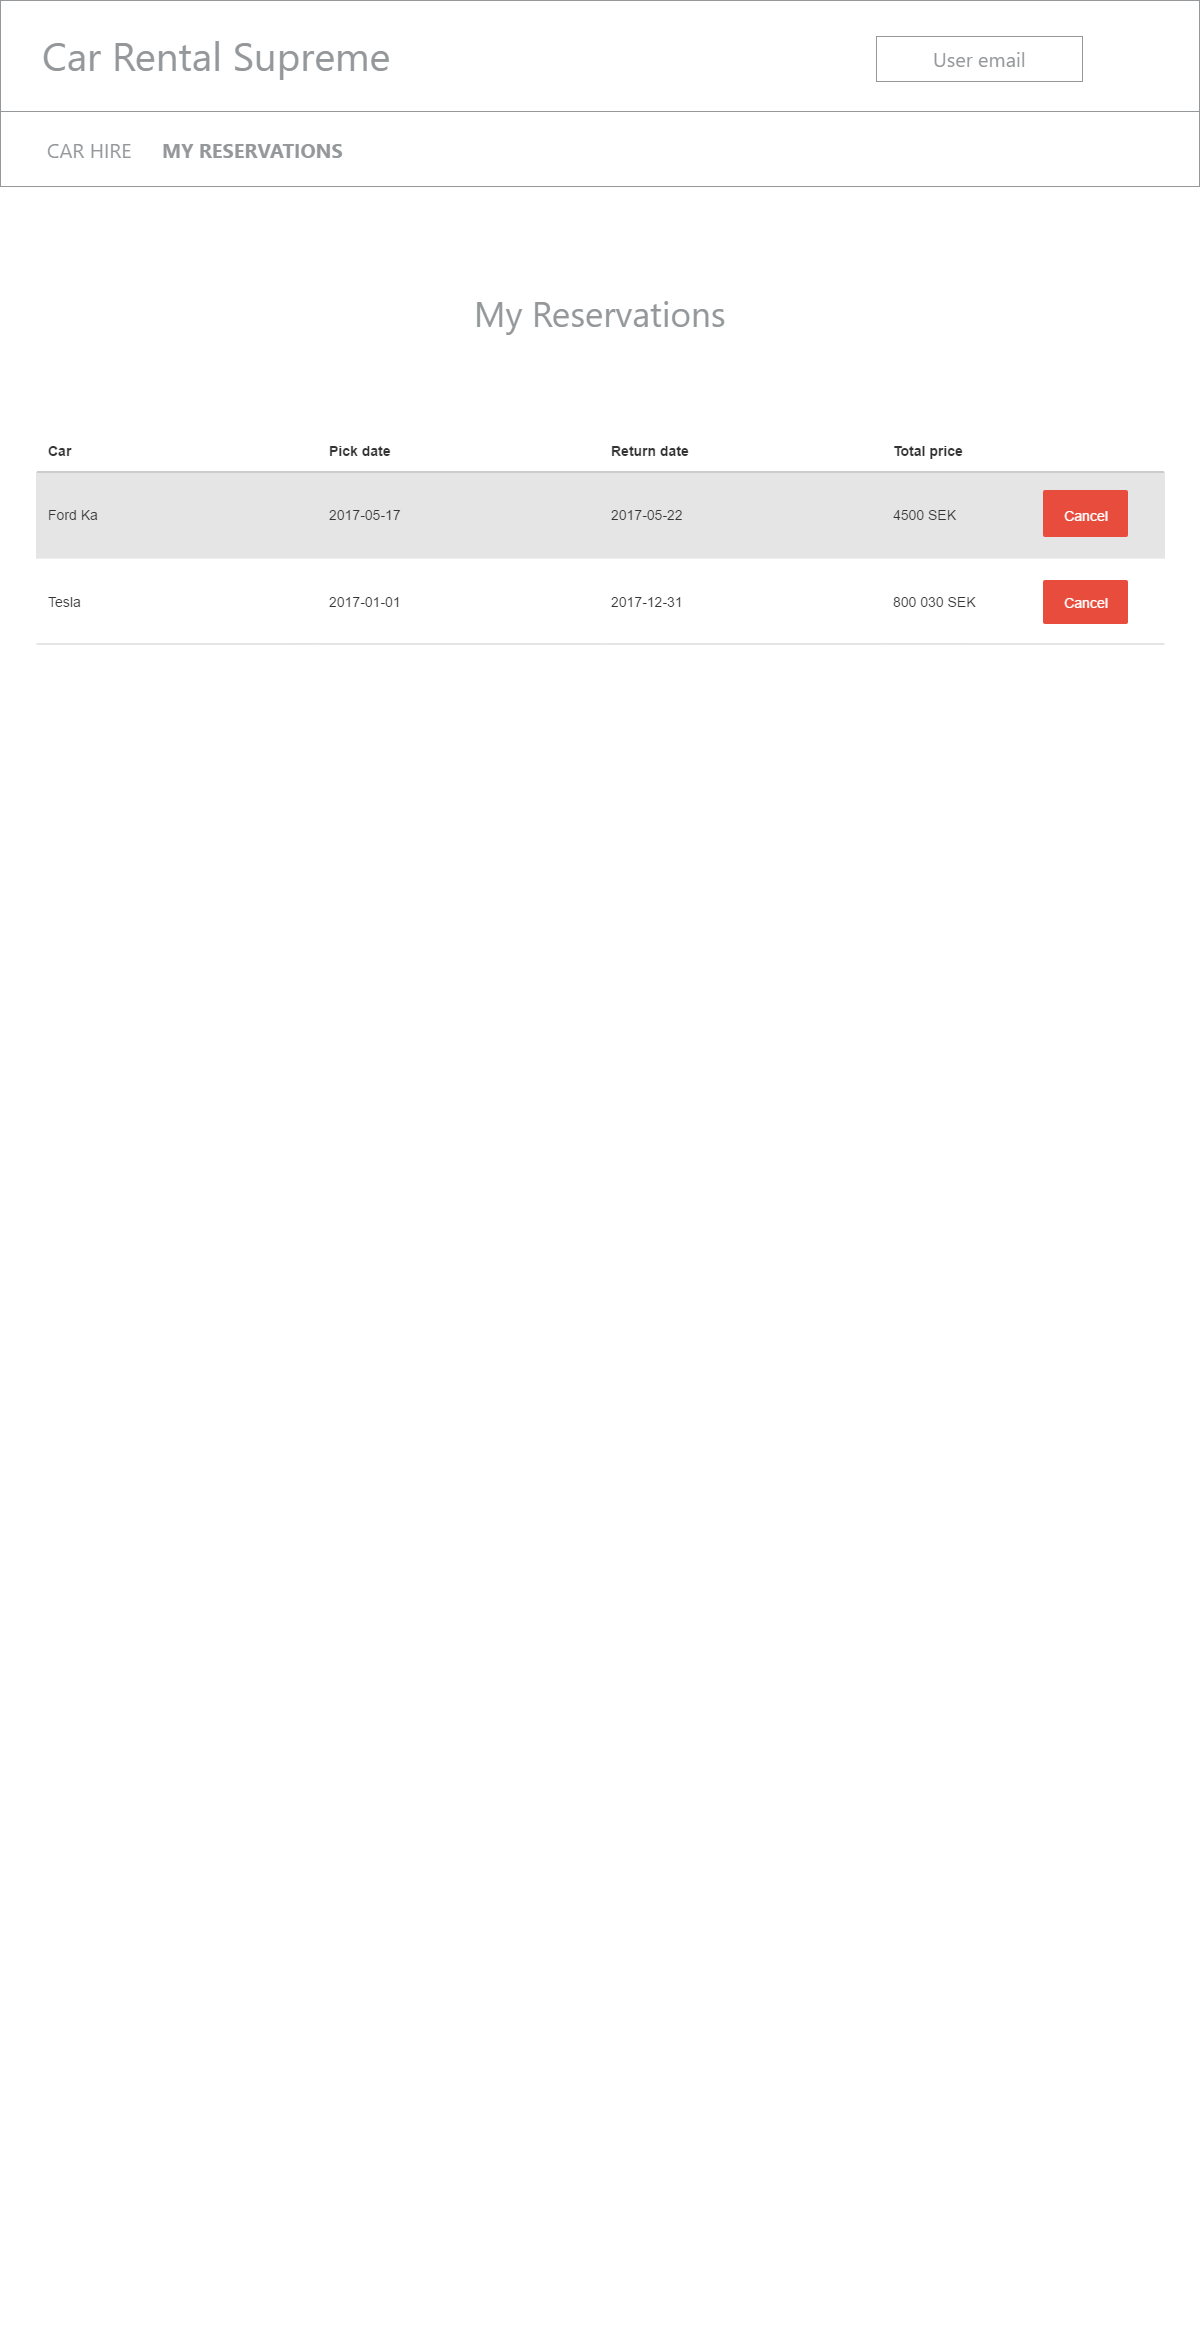 Car Rental Supreme
User email
CAR HIRE MY RESERVATIONS
My Reservations
Car Pick date Return date Total price
Ford Ka 2017-05-17 2017-05-22 4500 SEK Cancel
Tesla 2017-01-01 2017-12-31 800 030 SEK Cancel